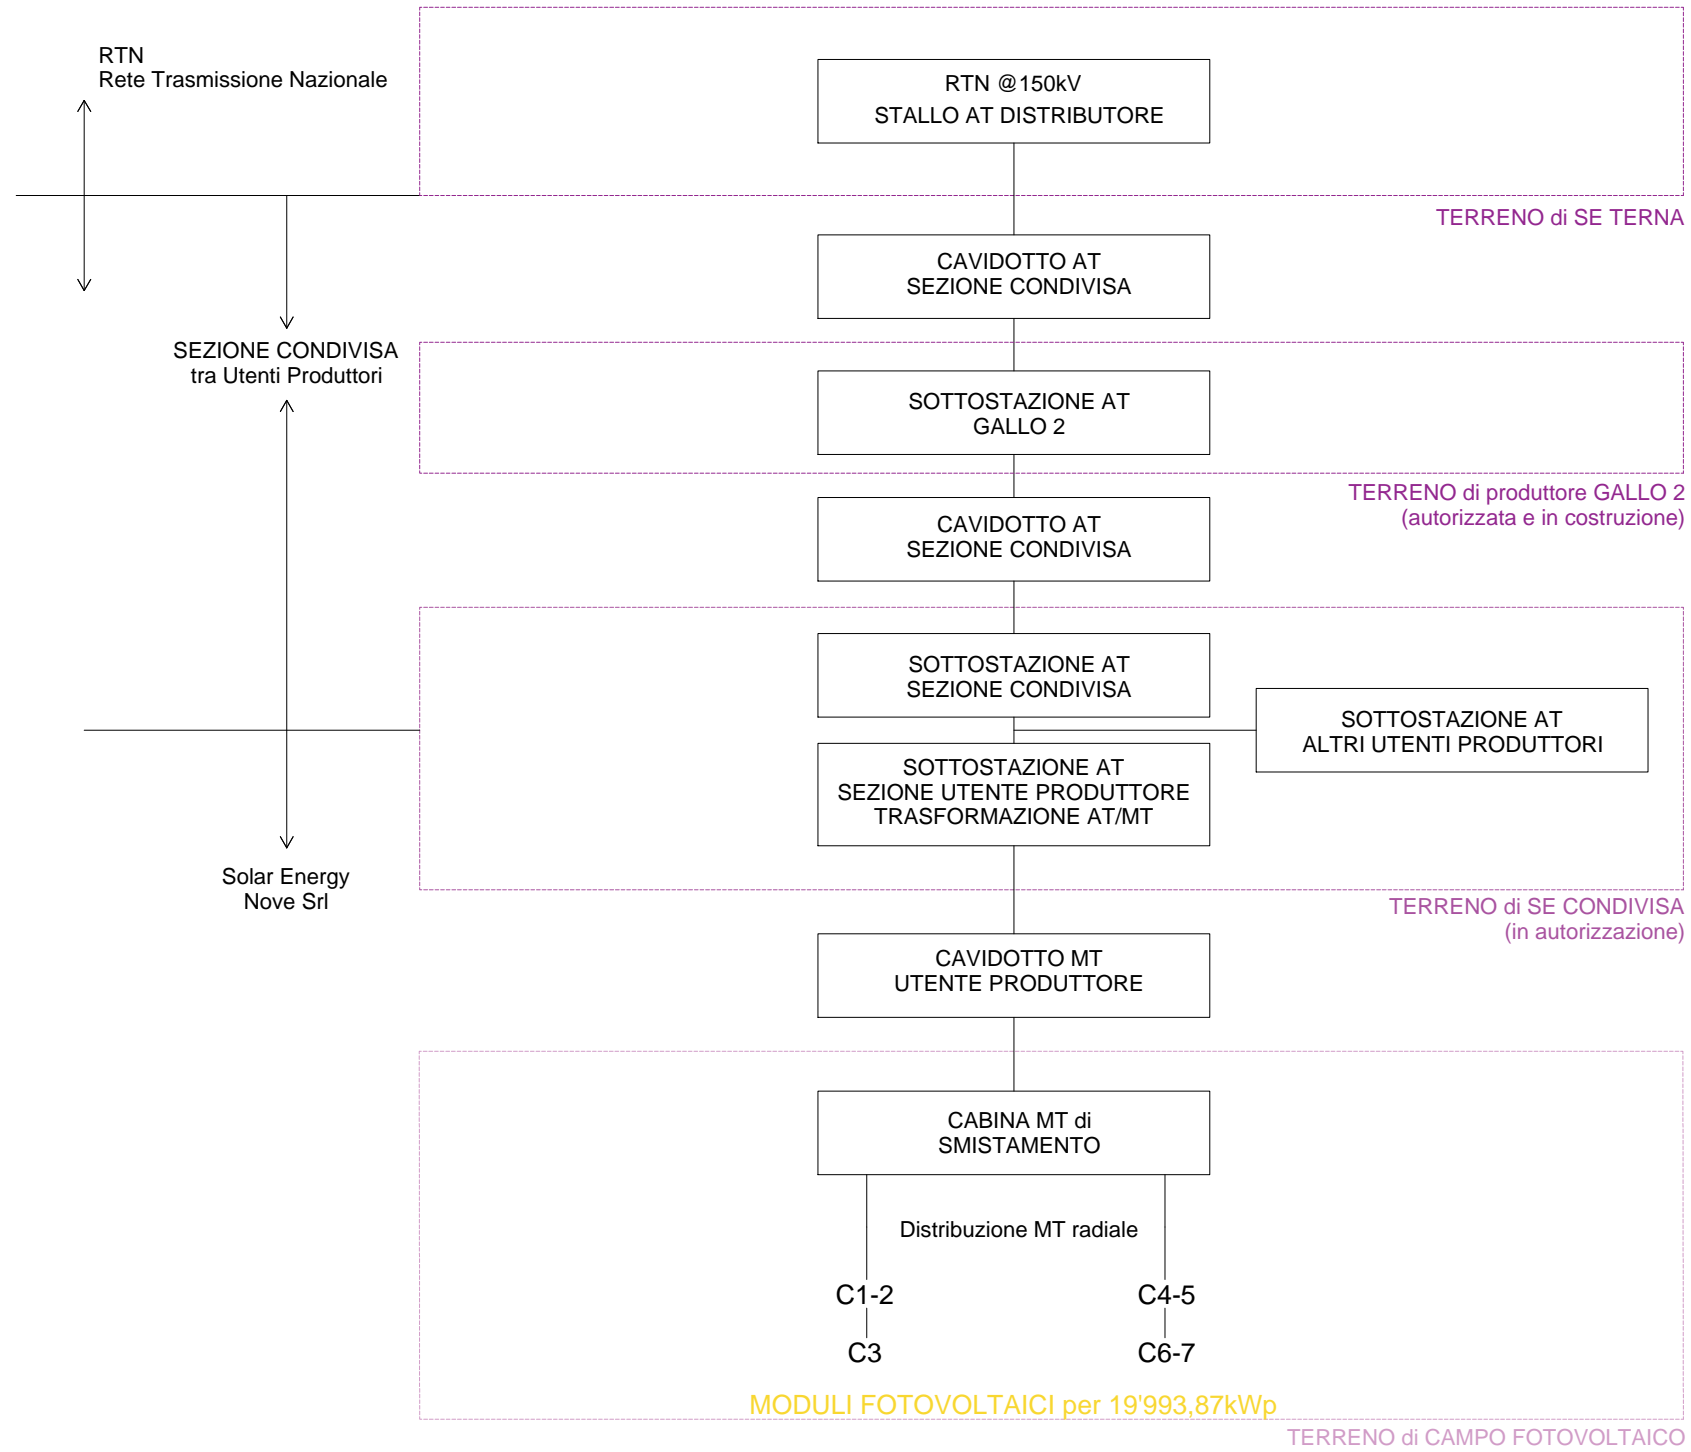 RTN
Rete Trasmissione Nazionale
RTN @150kV
STALLO AT DISTRIBUTORE
TERRENO di SE TERNA
CAVIDOTTO AT
SEZIONE CONDIVISA
SEZIONE CONDIVISA
tra Utenti Produttori
SOTTOSTAZIONE AT
GALLO 2
TERRENO di produttore GALLO 2
(autorizzata e in costruzione)
CAVIDOTTO AT
SEZIONE CONDIVISA
SOTTOSTAZIONE AT
SEZIONE CONDIVISA
SOTTOSTAZIONE AT
ALTRI UTENTI PRODUTTORI
SOTTOSTAZIONE AT
SEZIONE UTENTE PRODUTTORE
TRASFORMAZIONE AT/MT
Solar Energy
Nove Srl
TERRENO di SE CONDIVISA
(in autorizzazione)
CAVIDOTTO MT
UTENTE PRODUTTORE
CABINA MT di
SMISTAMENTO
Distribuzione MT radiale
C1-2
C4-5
C3
C6-7
MODULI FOTOVOLTAICI per 19'993,87kWp
TERRENO di CAMPO FOTOVOLTAICO